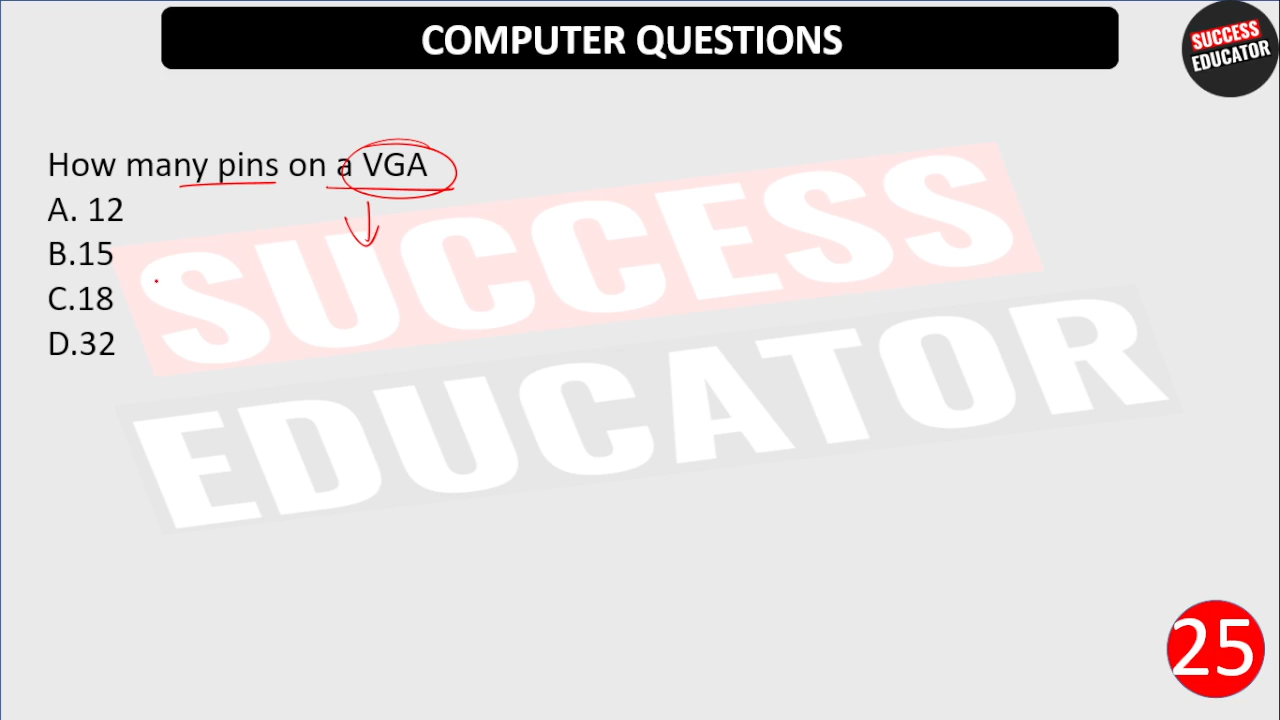 COMPUTER QUESTIONS
SUCCESS
EDUCATOR
How many pins on a VGA
A. 12
B.15
C.18
D.32
SUCCESS
EDUCATOR
25